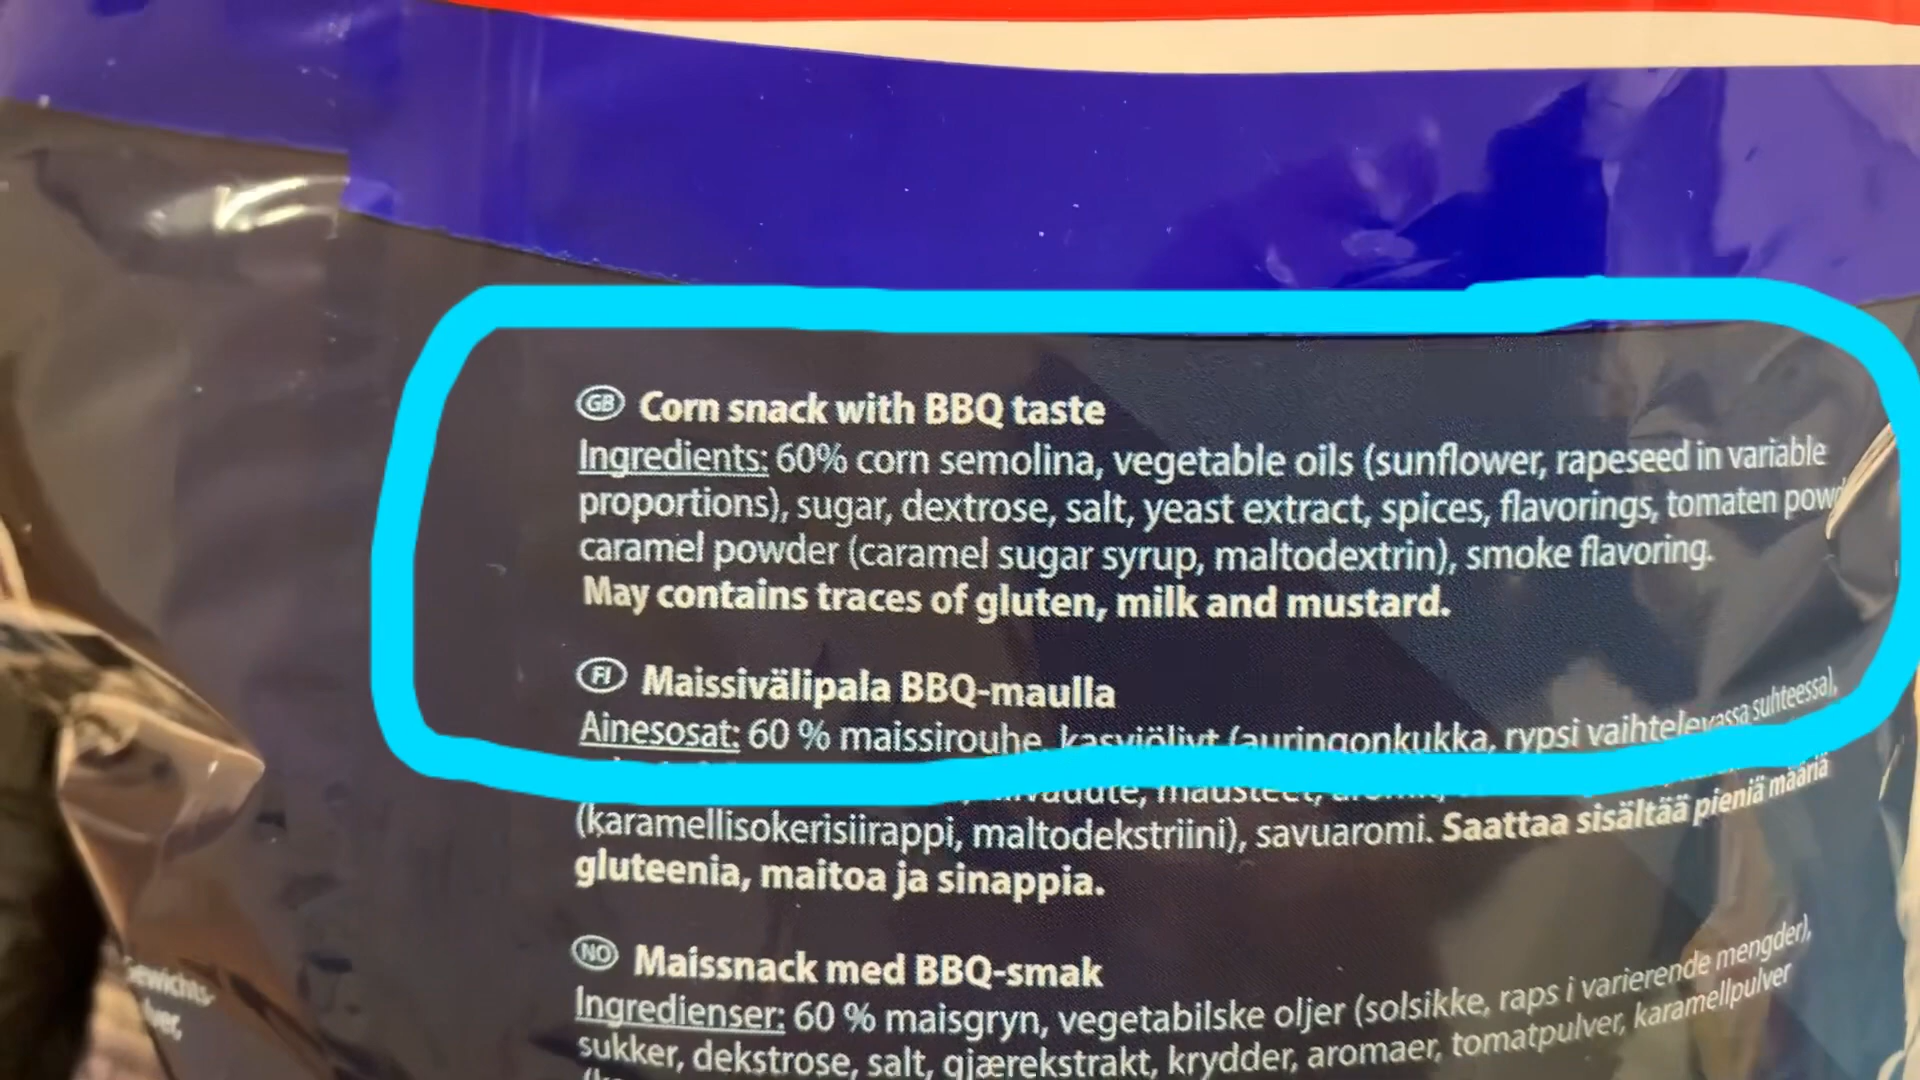 GB Corn snack with BBQ taste
Ingredients: 60% corn semolina, vegetable oils (sunflower, rapeseed in variable
proportions), sugar, dextrose, salt, yeast extract, spices, flavorings, tomaten
caramel powder (caramel sugar syrup, maltodextrin), smoke flavoring.
May contains traces of gluten, milk and mustard.
FI Maissivälipala BBQ-maulla
Ainesosat: 60 % maissirouhe, kasviöljyt (auringonkukka, rypsi vaihtelevassa suhteessa),
(karamellisokerisiirappi, maltodekstriini), savuaromi. Saattaa sisältää pieniä määriä
gluteenia, maitoa ja sinappia.
NO Maissnack med BBQ-smak
Ingredienser: 60 % maisgryn, vegetabilske oljer (solsikke, raps i varierende mengder),
sukker, dekstrose, salt, gjærekstrakt, krydder, aromaer, tomatpulver, karamellpulver